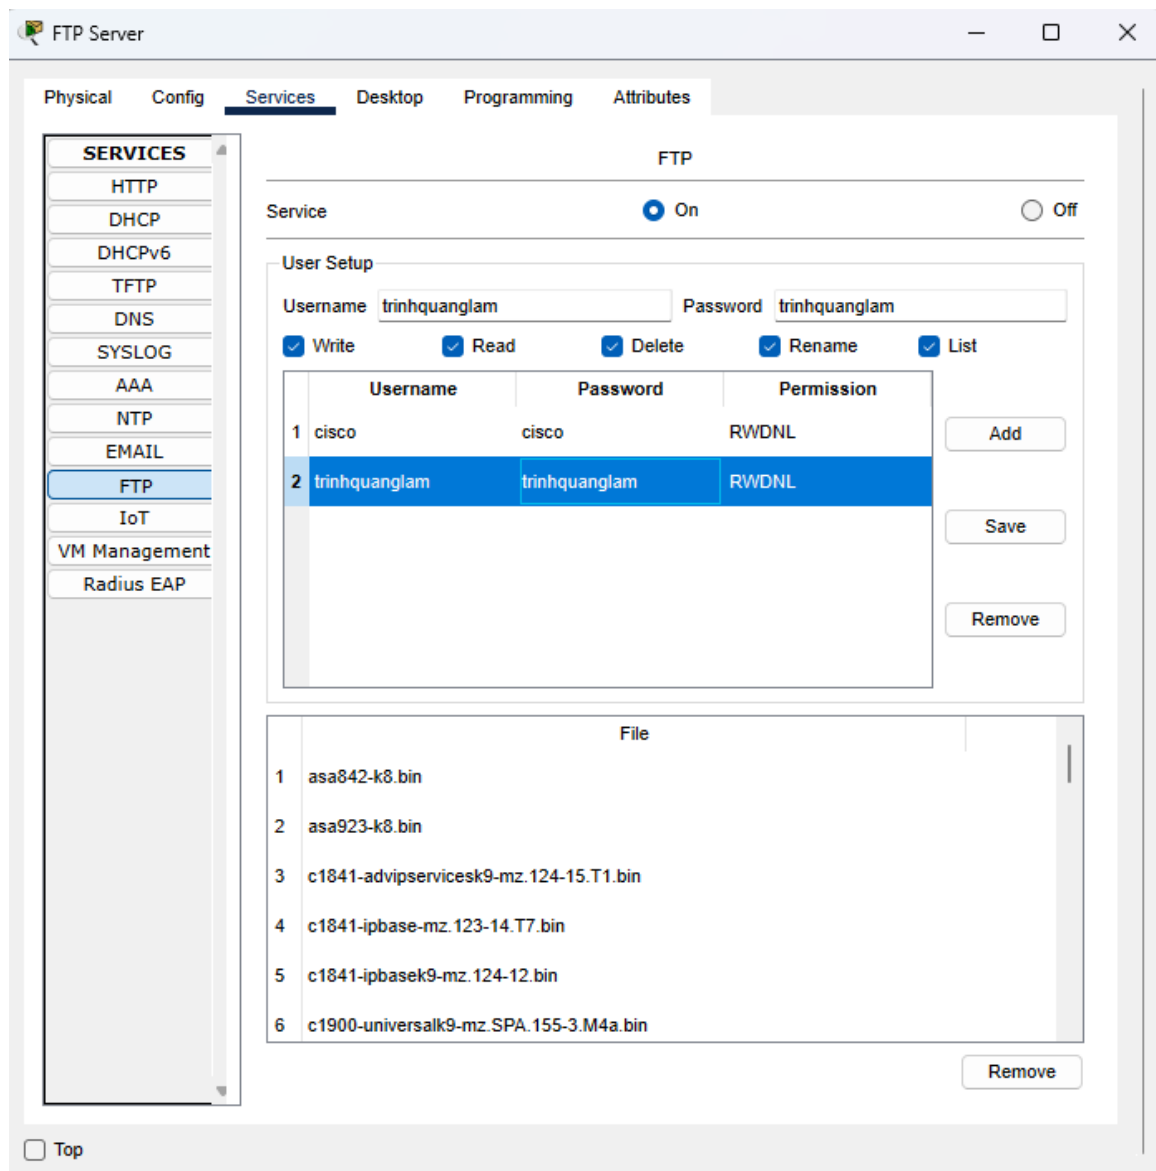 FTP Server
Physical Config Services Desktop Programming Attributes
SERVICES
HTTP
DHCP
DHCPv6
TFTP
DNS
SYSLOG
AAA
NTP
EMAIL
FTP
IoT
VM Management
Radius EAP
FTP
Service On Off
User Setup
Username trinhquanglam Password trinhquanglam
Write Read Delete Rename List
Username Password Permission
1 cisco cisco RWDNL
2 trinhquanglam trinhquanglam RWDNL
Add
Save
Remove
File
1 asa842-k8.bin
2 asa923-k8.bin
3 c1841-advipservicesk9-mz.124-15.T1.bin
4 c1841-ipbase-mz.123-14.T7.bin
5 c1841-ipbasek9-mz.124-12.bin
6 c1900-universalk9-mz.SPA.155-3.M4a.bin
Remove
Top